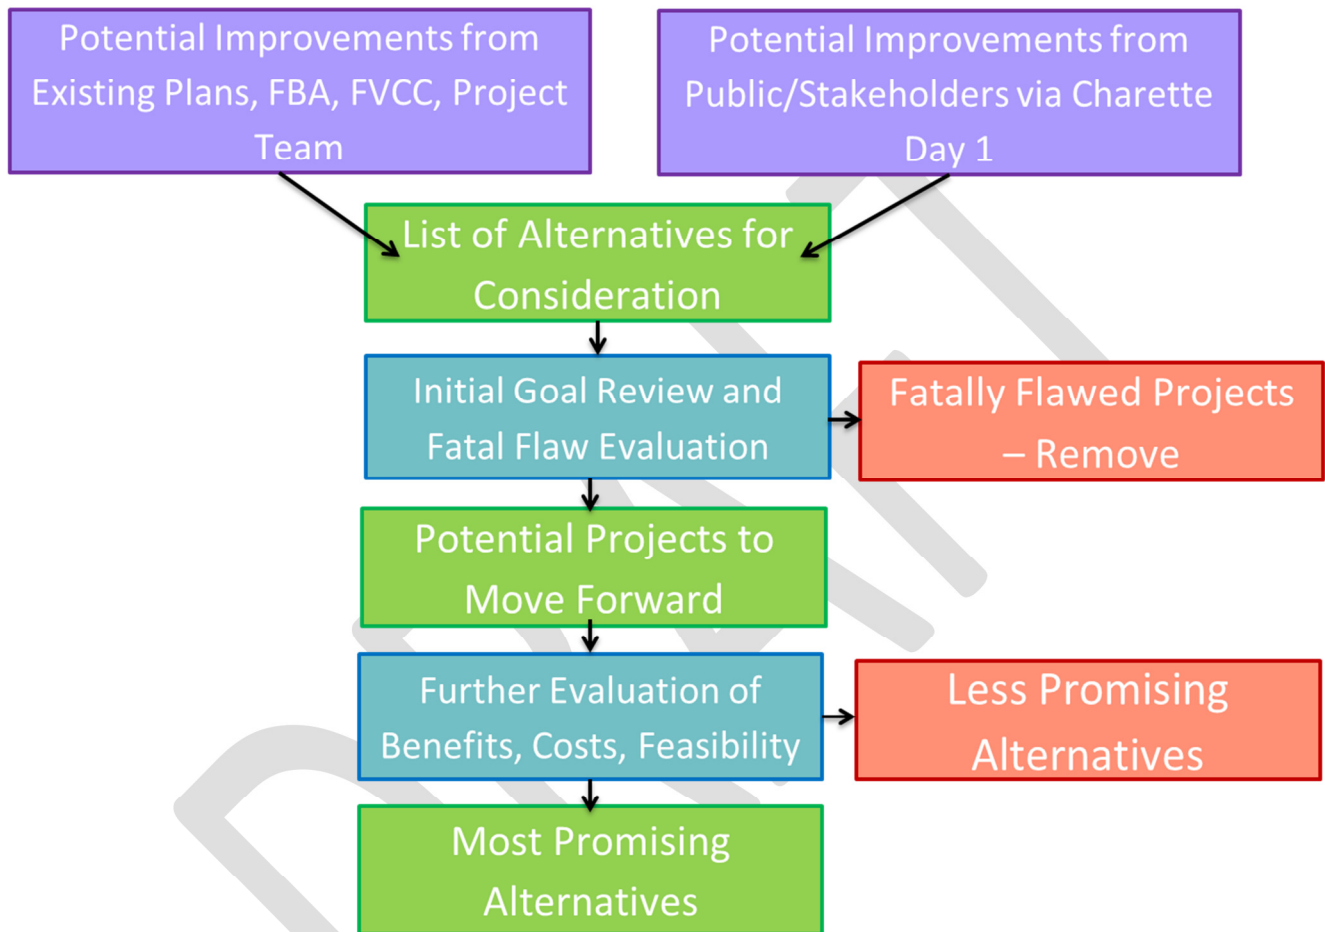 Potential Improvements from
Existing Plans, FBA, FVCC, Project
Team
Potential Improvements from
Public/Stakeholders via Charette
Day 1
List of Alternatives for
Consideration
Initial Goal Review and
Fatal Flaw Evaluation
Fatally Flawed Projects
– Remove
Potential Projects to
Move Forward
Further Evaluation of
Benefits, Costs, Feasibility
Less Promising
Alternatives
Most Promising
Alternatives
DRAFT